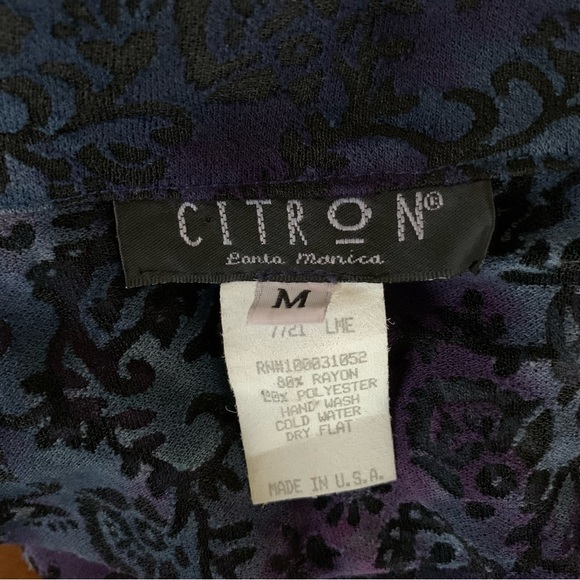 CITRON®
Santa Monica
M
7721 LME
RN#100031052
80% RAYON
20% POLYESTER
HAND WASH
COLD WATER
DRY FLAT
MADE IN U.S.A.